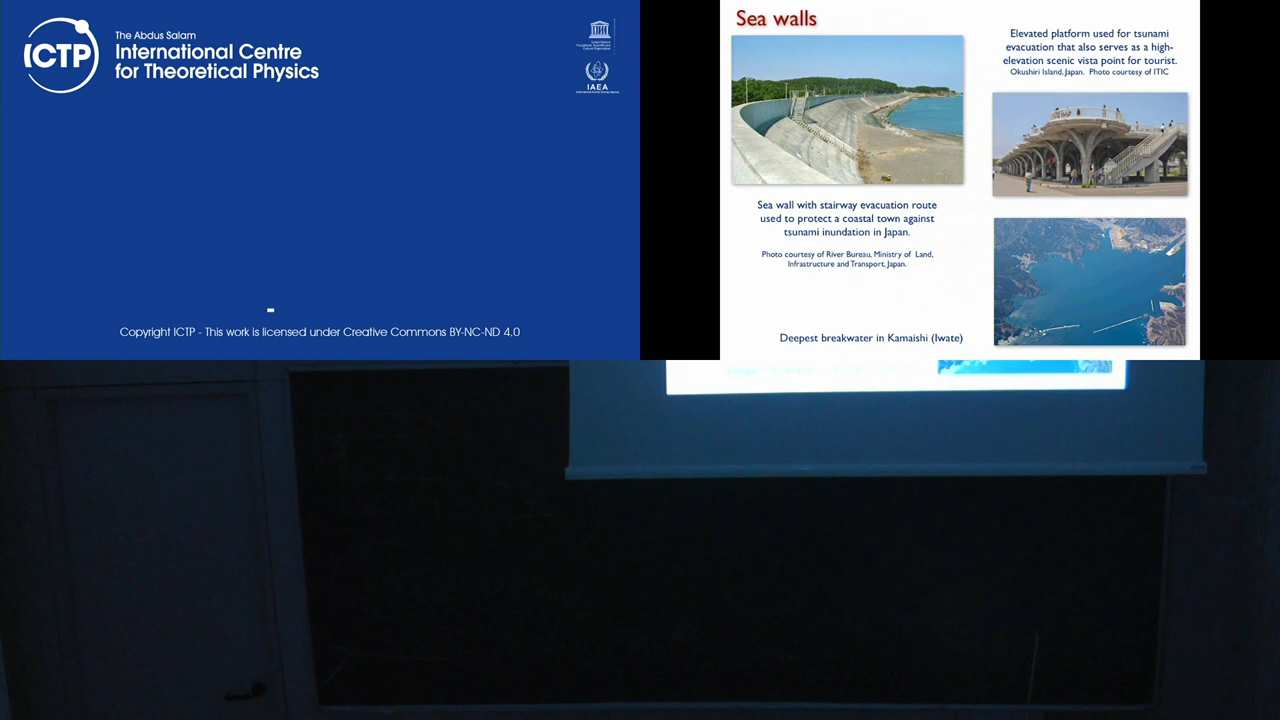 ICTP
The Abdus Salam
International Centre
for Theoretical Physics
IAEA
Copyright ICTP - This work is licensed under Creative Commons BY-NC-ND 4.0
Sea walls
Elevated platform used for tsunami
evacuation that also serves as a high-
elevation scenic vista point for tourist.
Okushiri Island, Japan. Photo courtesy of ITIC
Sea wall with stairway evacuation route
used to protect a coastal town against
tsunami inundation in Japan.
Photo courtesy of River Bureau, Ministry of Land,
Infrastructure and Transport, Japan.
Deepest breakwater in Kamaishi (Iwate)